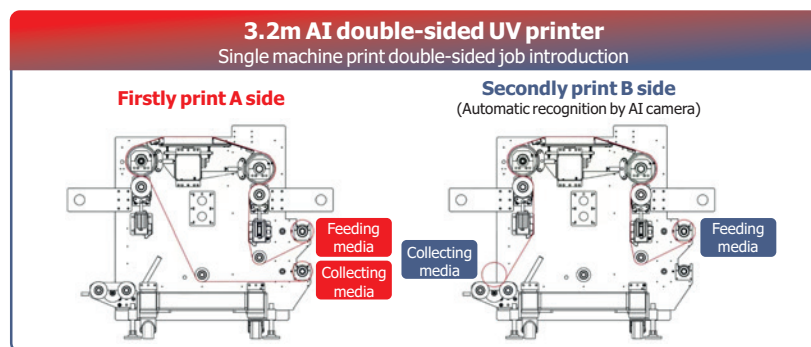 3.2m AI double-sided UV printer
Single machine print double-sided job introduction
Firstly print A side
Feeding
media
Collecting
media
Secondly print B side
(Automatic recognition by AI camera)
Collecting
media
Feeding
media